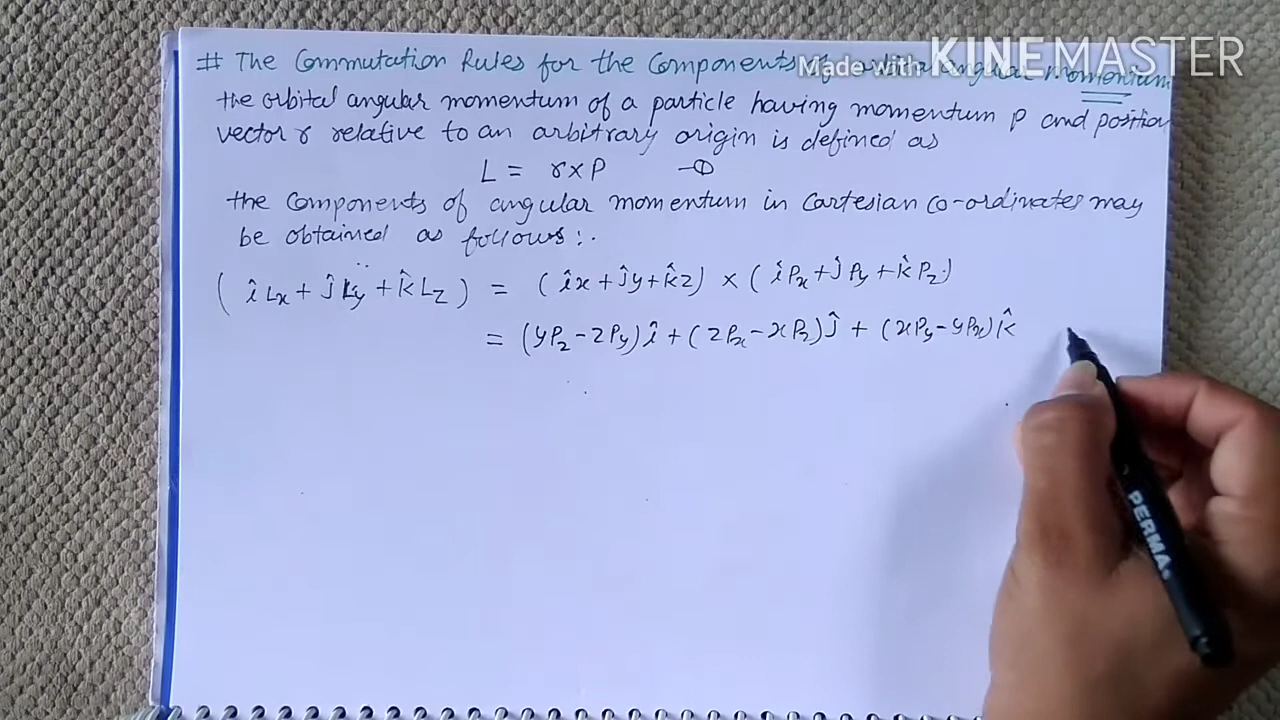 # The Commutation Rules for the Components of orbital angular momentum
Made with KINEMASTER
the orbital angular momentum of a particle having momentum p and position
vector r relative to an arbitrary origin is defined as
L = r×P —①
the components of angular momentum in Cartesian co-ordinates may
be obtained as follows:.
(îLx + ĵLy + k̂Lz) = (îx + ĵy + k̂z) × (îPx + ĵPy + k̂Pz)
= (yPz - zPy)î + (zPx - xPz)ĵ + (xPy - yPx)k̂
PERMA